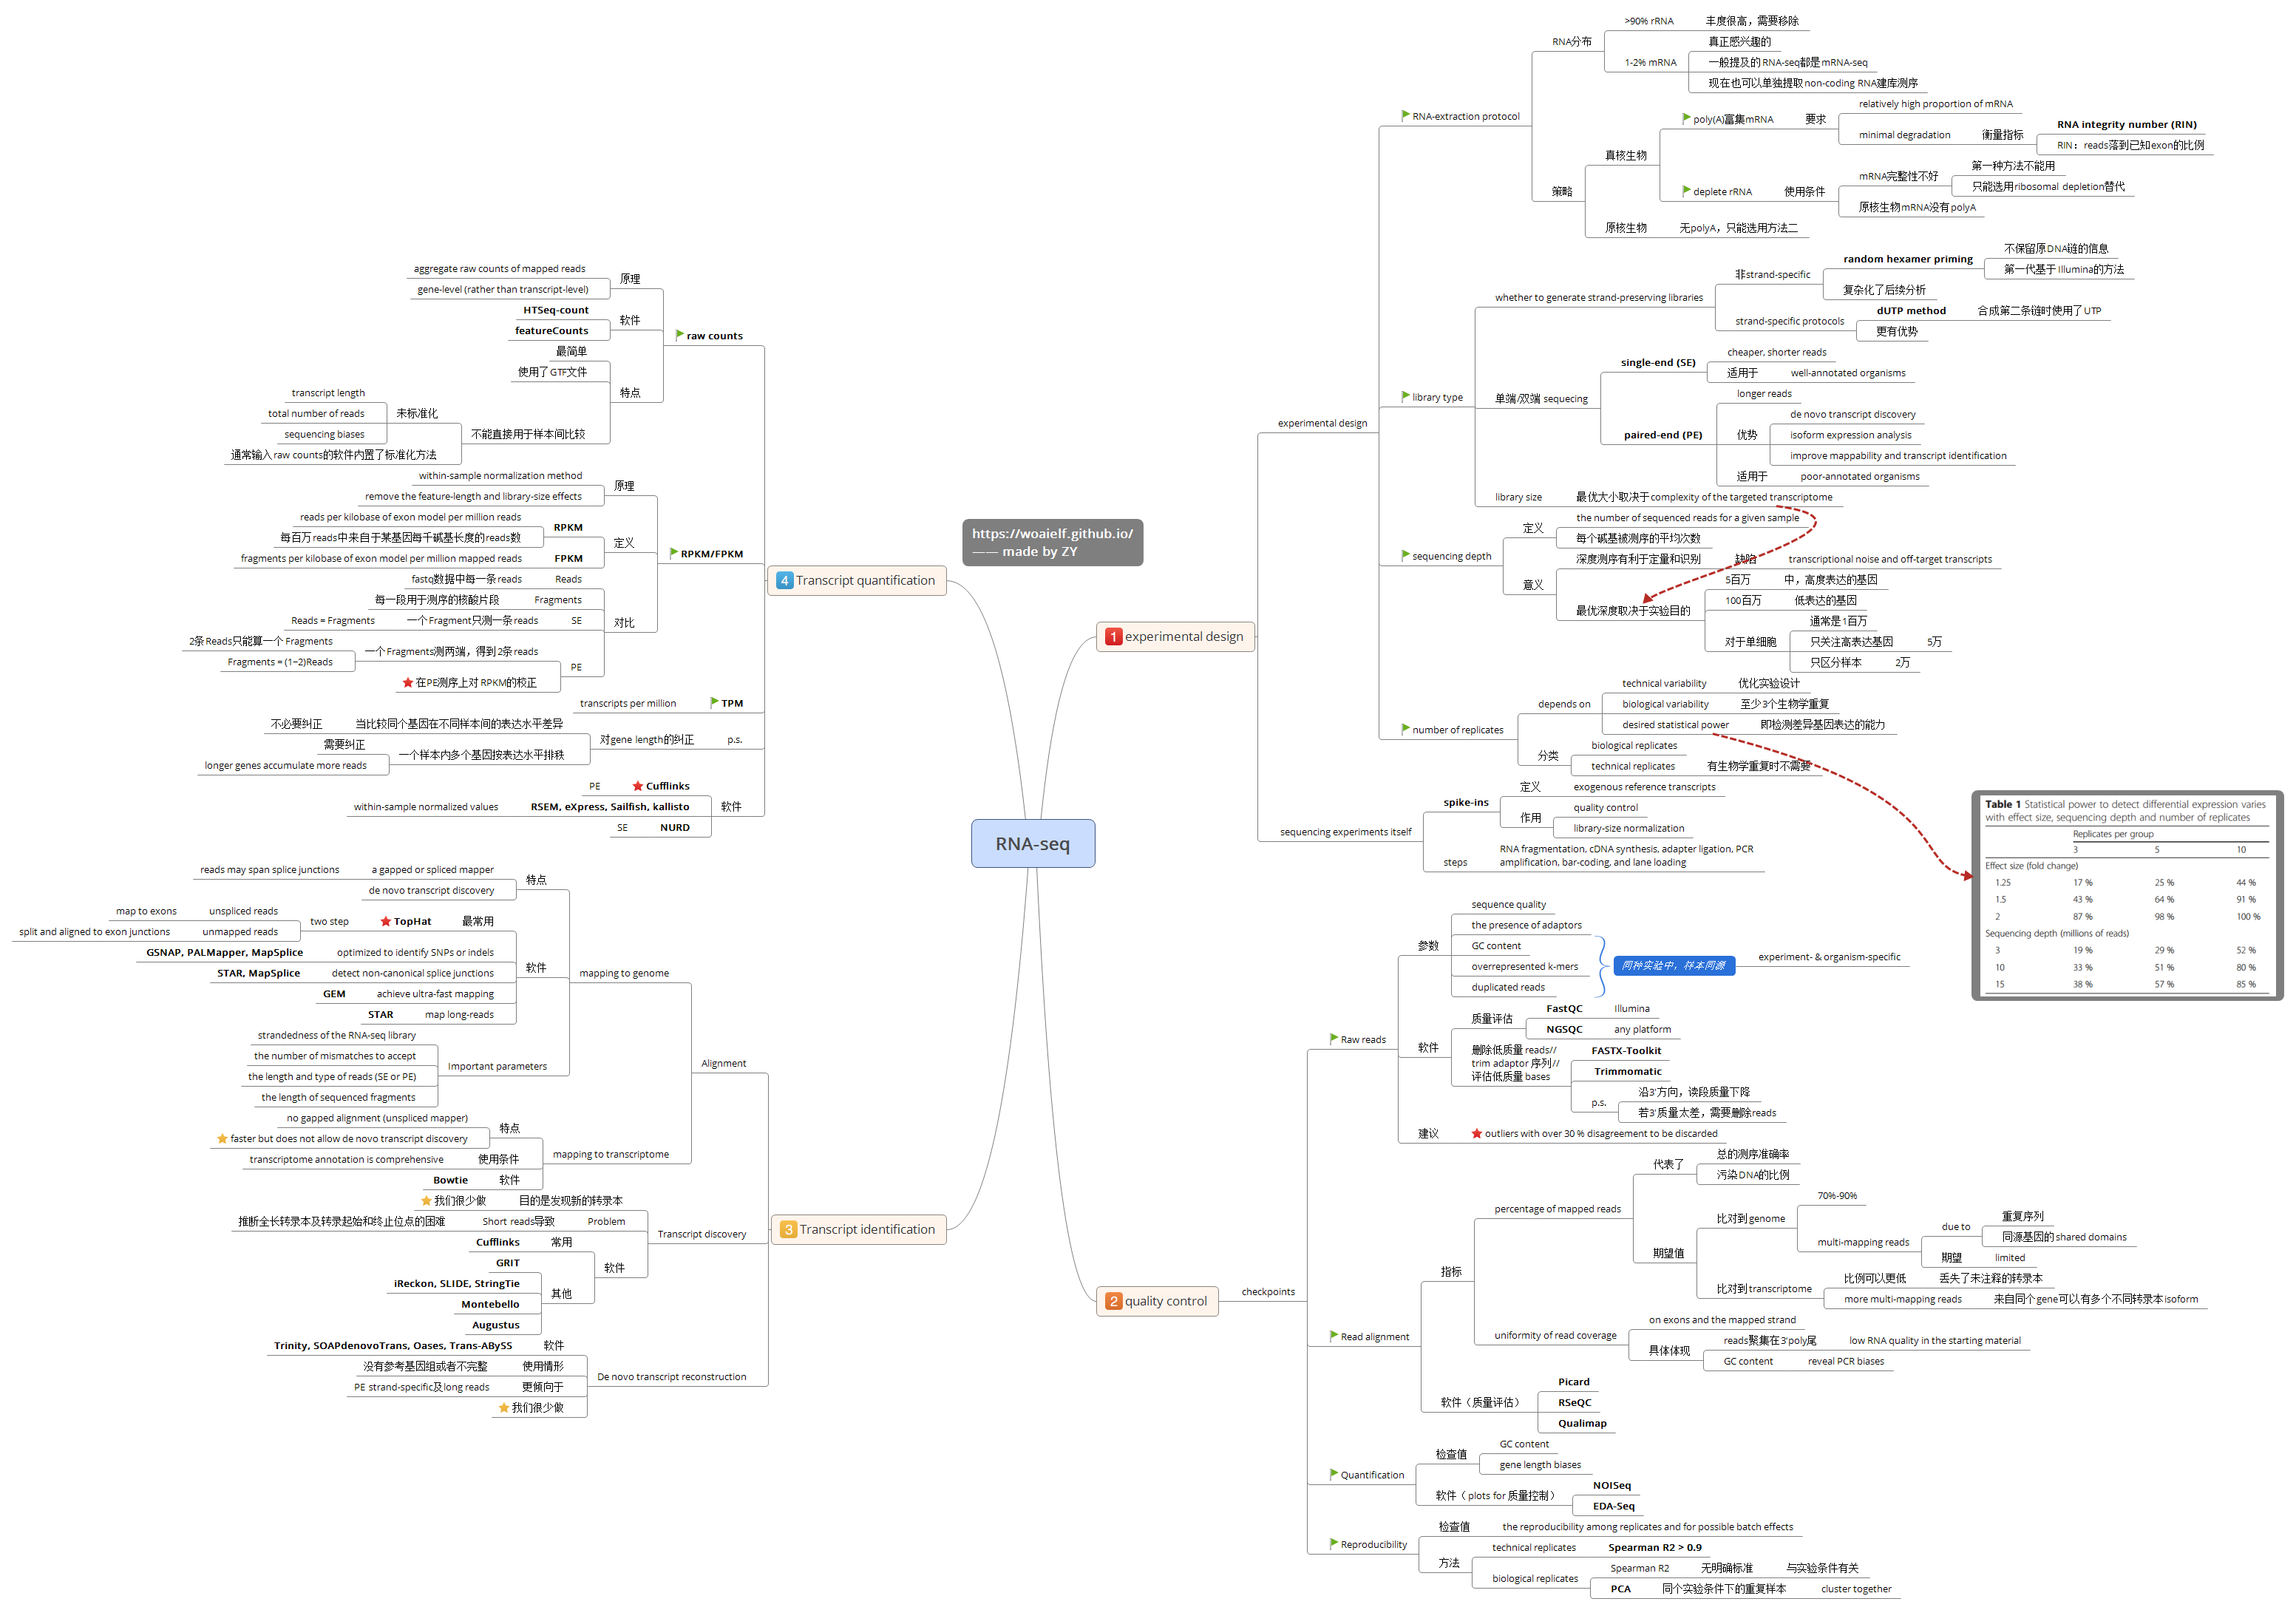 RNA-seq
https://woaielf.github.io/
—— made by ZY
1 experimental design
experimental design
RNA-extraction protocol
RNA分布
>90% rRNA
丰度很高，需要移除
1-2% mRNA
真正感兴趣的
一般提及的 RNA-seq都是 mRNA-seq
现在也可以单独提取 non-coding RNA建库测序
策略
真核生物
poly(A)富集mRNA
要求
relatively high proportion of mRNA
minimal degradation
衡量指标
RNA integrity number (RIN)
RIN：reads落到已知exon的比例
deplete rRNA
使用条件
mRNA完整性不好
第一种方法不能用
只能选用ribosomal depletion替代
原核生物mRNA没有polyA
原核生物
无polyA，只能选用方法二
library type
whether to generate strand-preserving libraries
非strand-specific
random hexamer priming
不保留原DNA链的信息
第一代基于 Illumina的方法
复杂化了后续分析
strand-specific protocols
dUTP method
合成第二条链时使用了UTP
更有优势
单端/双端 sequecing
single-end (SE)
cheaper, shorter reads
适用于
well-annotated organisms
paired-end (PE)
longer reads
优势
de novo transcript discovery
isoform expression analysis
improve mappability and transcript identification
适用于
poor-annotated organisms
library size
最优大小取决于complexity of the targeted transcriptome
sequencing depth
定义
the number of sequenced reads for a given sample
每个碱基被测序的平均次数
意义
深度测序有利于定量和识别
缺陷
transcriptional noise and off-target transcripts
最优深度取决于实验目的
5百万
中，高度表达的基因
100百万
低表达的基因
对于单细胞
通常是1百万
只关注高表达基因
5万
只区分样本
2万
number of replicates
depends on
technical variability
优化实验设计
biological variability
至少3个生物学重复
desired statistical power
即检测差异基因表达的能力
分类
biological replicates
technical replicates
有生物学重复时不需要
sequencing experiments itself
spike-ins
定义
exogenous reference transcripts
作用
quality control
library-size normalization
steps
RNA fragmentation, cDNA synthesis, adapter ligation, PCR
amplification, bar-coding, and lane loading
Table 1 Statistical power to detect differential expression varies
with effect size, sequencing depth and number of replicates
Replicates per group
3 5 10
Effect size (fold change)
1.25 17 % 25 % 44 %
1.5 43 % 64 % 91 %
2 87 % 98 % 100 %
Sequencing depth (millions of reads)
3 19 % 29 % 52 %
10 33 % 51 % 80 %
15 38 % 57 % 85 %
2 quality control
checkpoints
Raw reads
参数
sequence quality
the presence of adaptors
GC content
overrepresented k-mers
duplicated reads
同种实验中，样本同源
experiment- & organism-specific
软件
质量评估
FastQC
Illumina
NGSQC
any platform
删除低质量 reads//
trim adaptor 序列//
评估低质量 bases
FASTX-Toolkit
Trimmomatic
p.s.
沿3'方向，读段质量下降
若3'质量太差，需要删除reads
建议
outliers with over 30 % disagreement to be discarded
Read alignment
指标
percentage of mapped reads
代表了
总的测序准确率
污染DNA的比例
期望值
比对到genome
70%-90%
multi-mapping reads
due to
重复序列
同源基因的shared domains
期望
limited
比对到transcriptome
比例可以更低
丢失了未注释的转录本
more multi-mapping reads
来自同个gene可以有多个不同转录本isoform
uniformity of read coverage
on exons and the mapped strand
具体体现
reads聚集在3'poly尾
low RNA quality in the starting material
GC content
reveal PCR biases
软件（质量评估）
Picard
RSeQC
Qualimap
Quantification
检查值
GC content
gene length biases
软件（ plots for 质量控制）
NOISeq
EDA-Seq
Reproducibility
检查值
the reproducibility among replicates and for possible batch effects
方法
technical replicates
Spearman R2 > 0.9
biological replicates
Spearman R2
无明确标准
与实验条件有关
PCA
同个实验条件下的重复样本
cluster together
3 Transcript identification
Alignment
mapping to genome
特点
a gapped or spliced mapper
reads may span splice junctions
de novo transcript discovery
软件
最常用
TopHat
two step
unspliced reads
map to exons
unmapped reads
split and aligned to exon junctions
optimized to identify SNPs or indels
GSNAP, PALMapper, MapSplice
detect non-canonical splice junctions
STAR, MapSplice
achieve ultra-fast mapping
GEM
map long-reads
STAR
Important parameters
strandedness of the RNA-seq library
the number of mismatches to accept
the length and type of reads (SE or PE)
the length of sequenced fragments
mapping to transcriptome
特点
no gapped alignment (unspliced mapper)
faster but does not allow de novo transcript discovery
使用条件
transcriptome annotation is comprehensive
软件
Bowtie
Transcript discovery
目的是发现新的转录本
我们很少做
Problem
Short reads导致
推断全长转录本及转录起始和终止位点的困难
软件
常用
Cufflinks
其他
GRIT
iReckon, SLIDE, StringTie
Montebello
Augustus
De novo transcript reconstruction
软件
Trinity, SOAPdenovoTrans, Oases, Trans-ABySS
使用情形
没有参考基因组或者不完整
更倾向于
PE strand-specific及long reads
我们很少做
4 Transcript quantification
raw counts
原理
aggregate raw counts of mapped reads
gene-level (rather than transcript-level)
软件
HTSeq-count
featureCounts
特点
最简单
使用了GTF文件
不能直接用于样本间比较
未标准化
transcript length
total number of reads
sequencing biases
通常输入 raw counts的软件内置了标准化方法
RPKM/FPKM
原理
within-sample normalization method
remove the feature-length and library-size effects
定义
RPKM
reads per kilobase of exon model per million reads
每百万 reads中来自于某基因每千碱基长度的reads数
FPKM
fragments per kilobase of exon model per million mapped reads
对比
Reads
fastq数据中每一条reads
Fragments
每一段用于测序的核酸片段
SE
一个Fragment只测一条reads
Reads = Fragments
PE
一个Fragments测两端，得到2条reads
2条Reads只能算一个 Fragments
Fragments = (1~2)Reads
在PE测序上对 RPKM的校正
TPM
transcripts per million
p.s.
对gene length的纠正
当比较同个基因在不同样本间的表达水平差异
不必要纠正
一个样本内多个基因按表达水平排秩
需要纠正
longer genes accumulate more reads
软件
Cufflinks
PE
RSEM, eXpress, Sailfish, kallisto
within-sample normalized values
NURD
SE